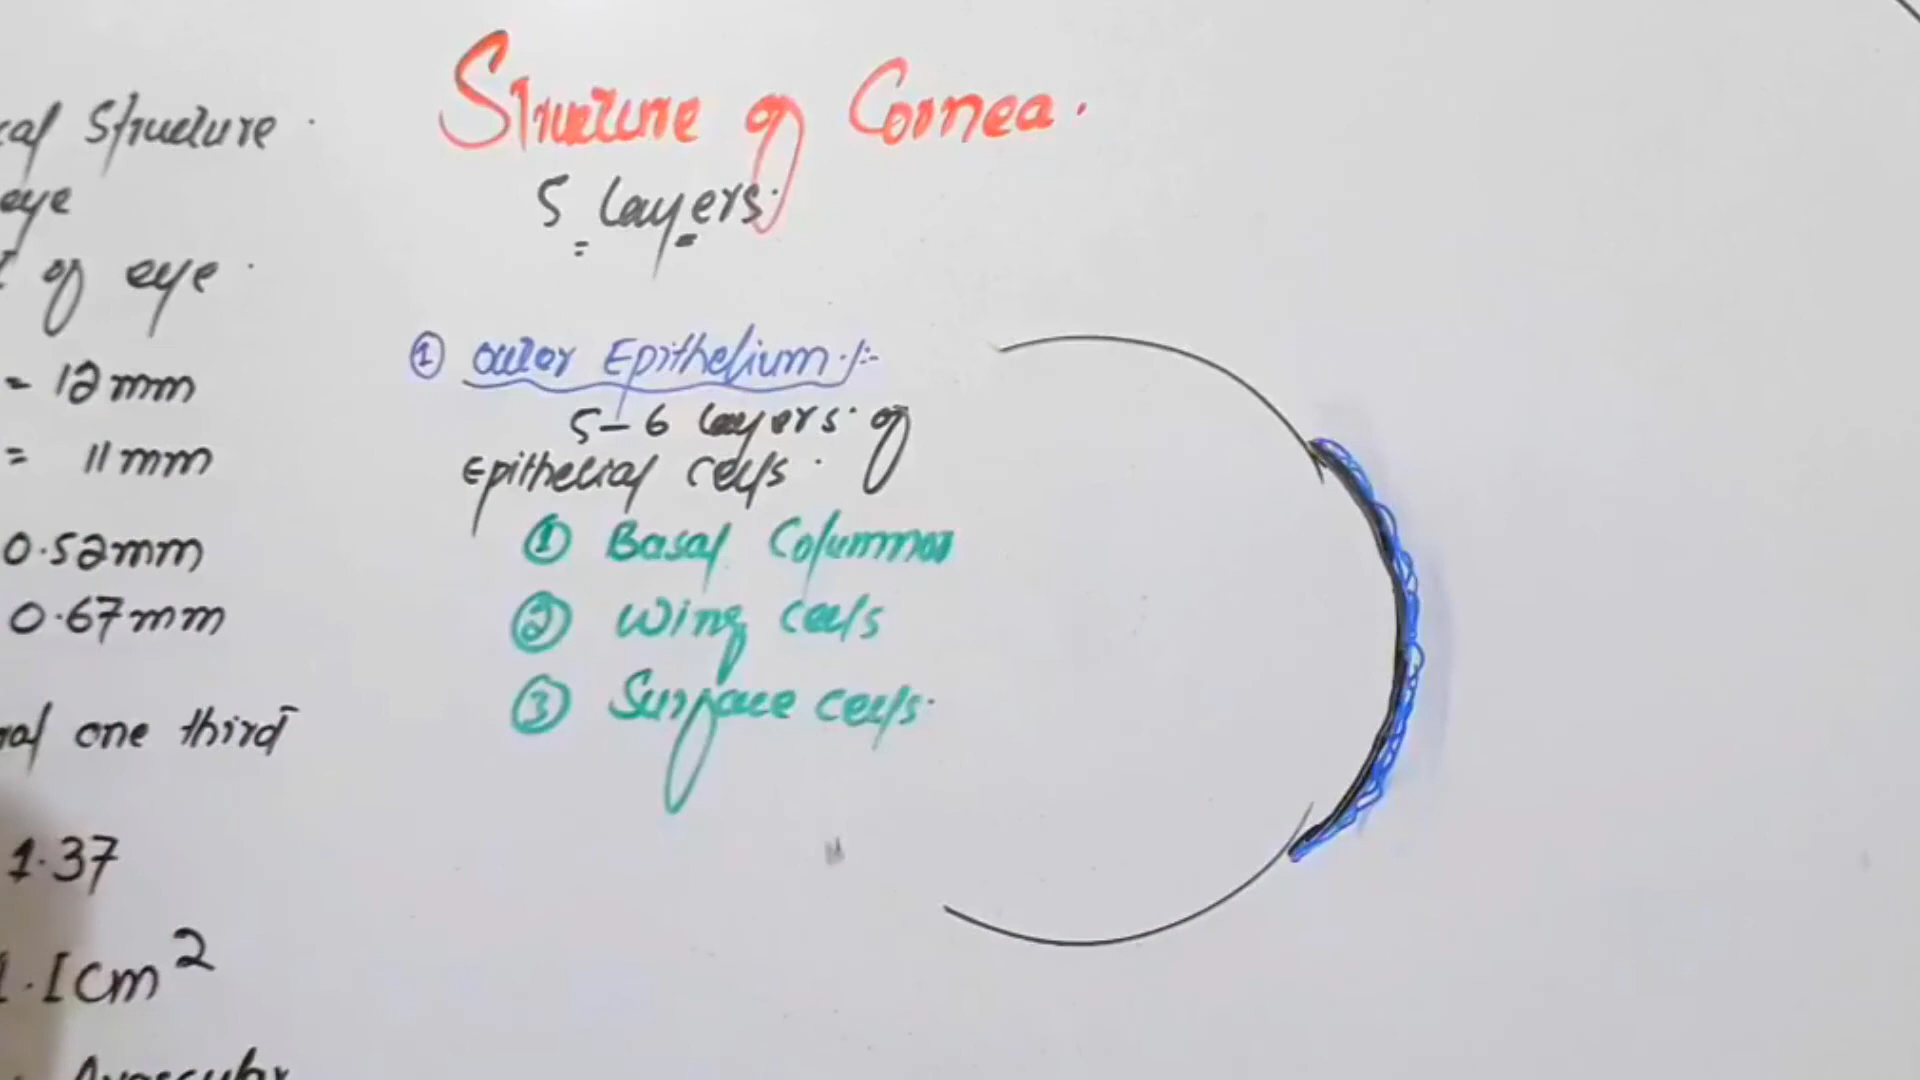 Structure of Cornea.
5 layers.
① outer Epithelium :-
5-6 layers of
Epithelial cells.
① Basal Columnar
② Wing cells
③ Surface cells.
Structure.
eye
of eye.
= 12mm
= 11mm
0.52mm
0.67mm
one third
1.37
1.1cm²
Avascular